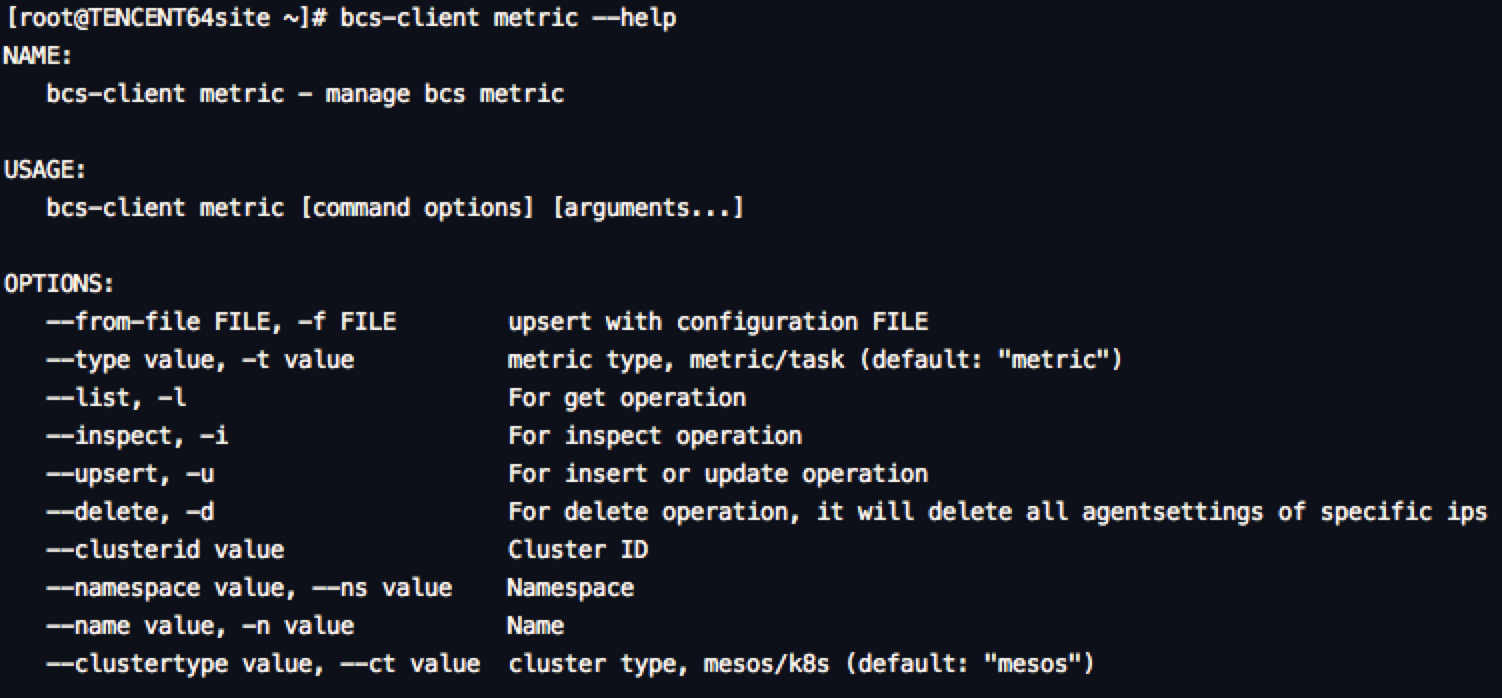 [root@TENCENT64site ~]# bcs-client metric --help
NAME:
   bcs-client metric - manage bcs metric

USAGE:
   bcs-client metric [command options] [arguments...]

OPTIONS:
   --from-file FILE, -f FILE        upsert with configuration FILE
   --type value, -t value           metric type, metric/task (default: "metric")
   --list, -l                       For get operation
   --inspect, -i                    For inspect operation
   --upsert, -u                     For insert or update operation
   --delete, -d                     For delete operation, it will delete all agentsettings of specific ips
   --clusterid value                Cluster ID
   --namespace value, --ns value    Namespace
   --name value, -n value           Name
   --clustertype value, --ct value  cluster type, mesos/k8s (default: "mesos")